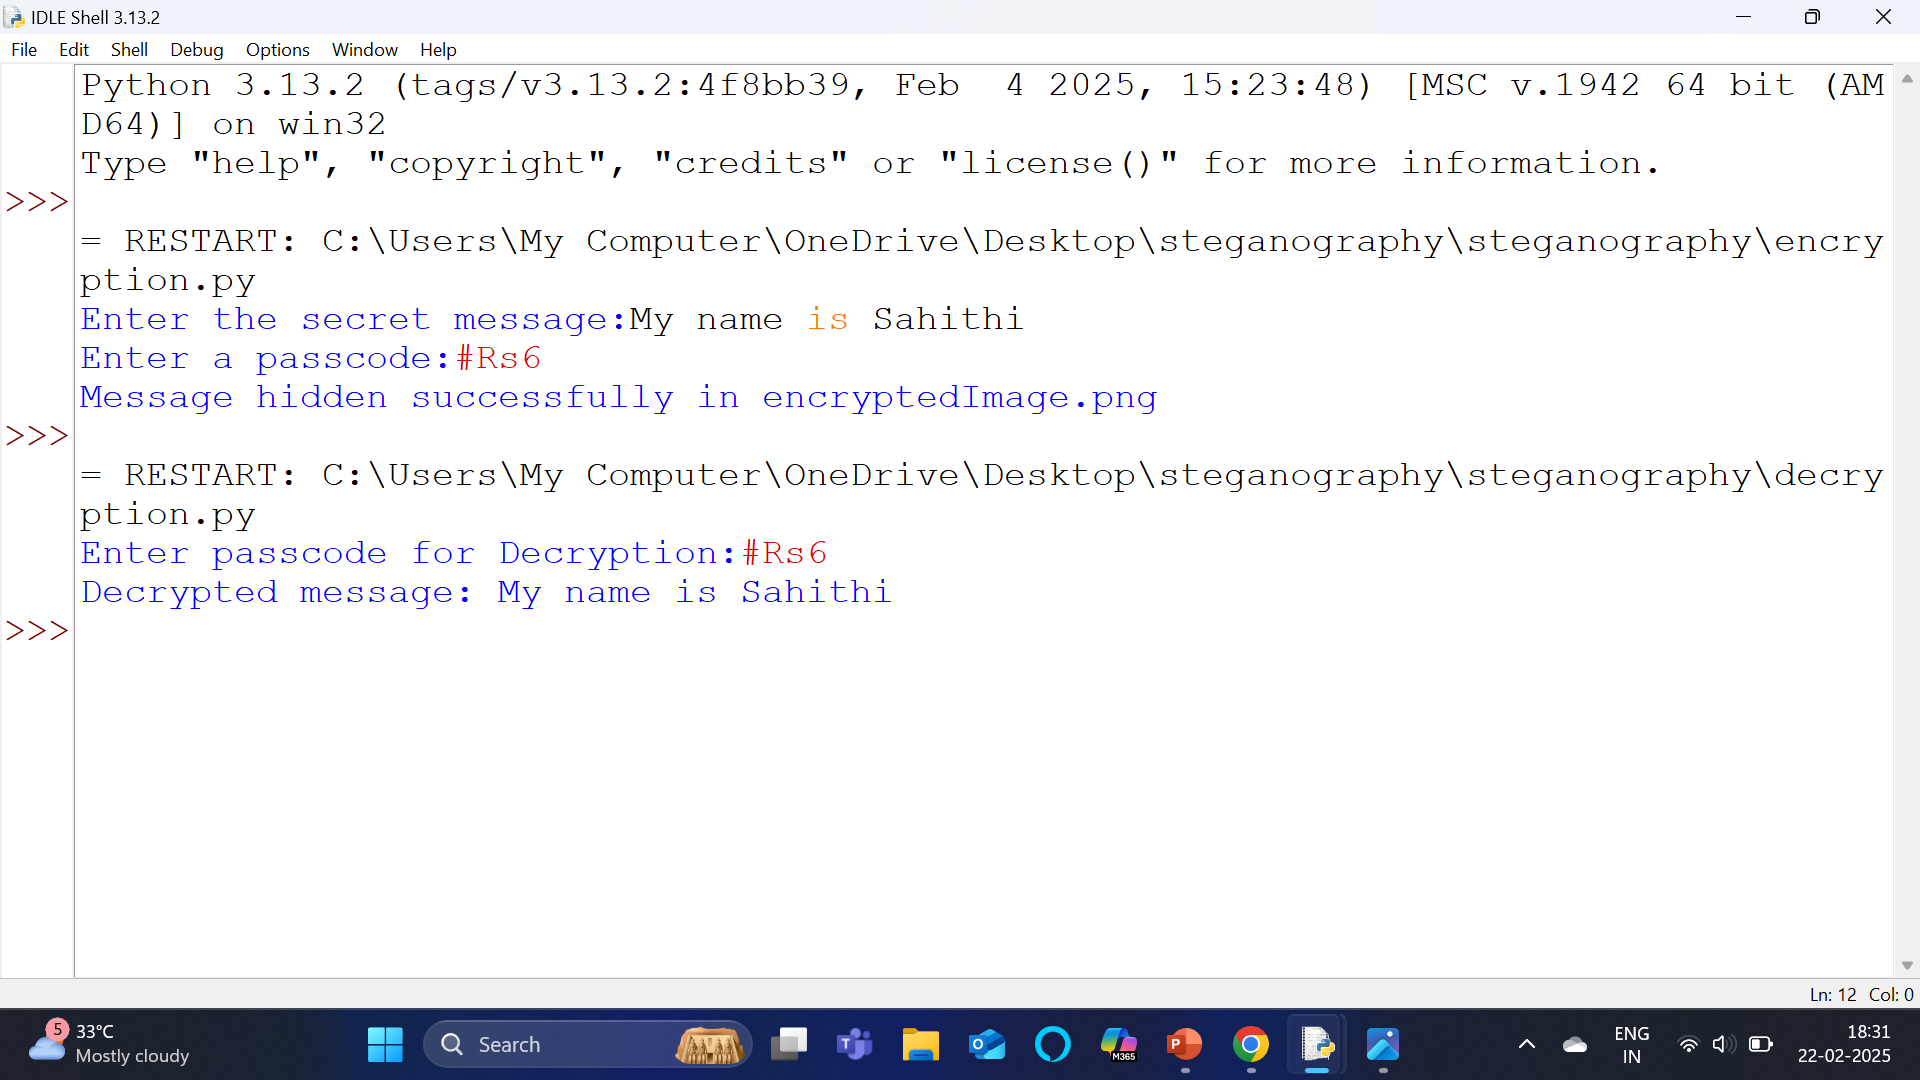 IDLE Shell 3.13.2
File Edit Shell Debug Options Window Help
Python 3.13.2 (tags/v3.13.2:4f8bb39, Feb  4 2025, 15:23:48) [MSC v.1942 64 bit (AM
D64)] on win32
Type "help", "copyright", "credits" or "license()" for more information.
>>>
= RESTART: C:\Users\My Computer\OneDrive\Desktop\steganography\steganography\encry
ption.py
Enter the secret message:My name is Sahithi
Enter a passcode:#Rs6
Message hidden successfully in encryptedImage.png
>>>
= RESTART: C:\Users\My Computer\OneDrive\Desktop\steganography\steganography\decry
ption.py
Enter passcode for Decryption:#Rs6
Decrypted message: My name is Sahithi
>>>
Ln: 12 Col: 0
5 33°C
Mostly cloudy
Search
M365
ENG
IN
18:31
22-02-2025